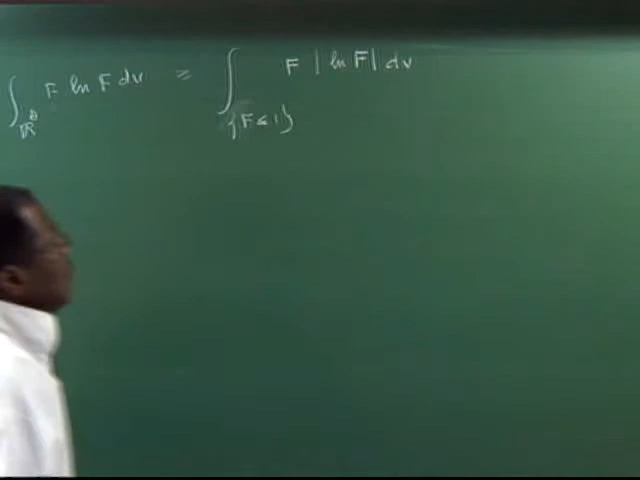 ∫_{ℝ^D} F ln F dv = ∫_{\{F ≤ 1\}} F |ln F| dv